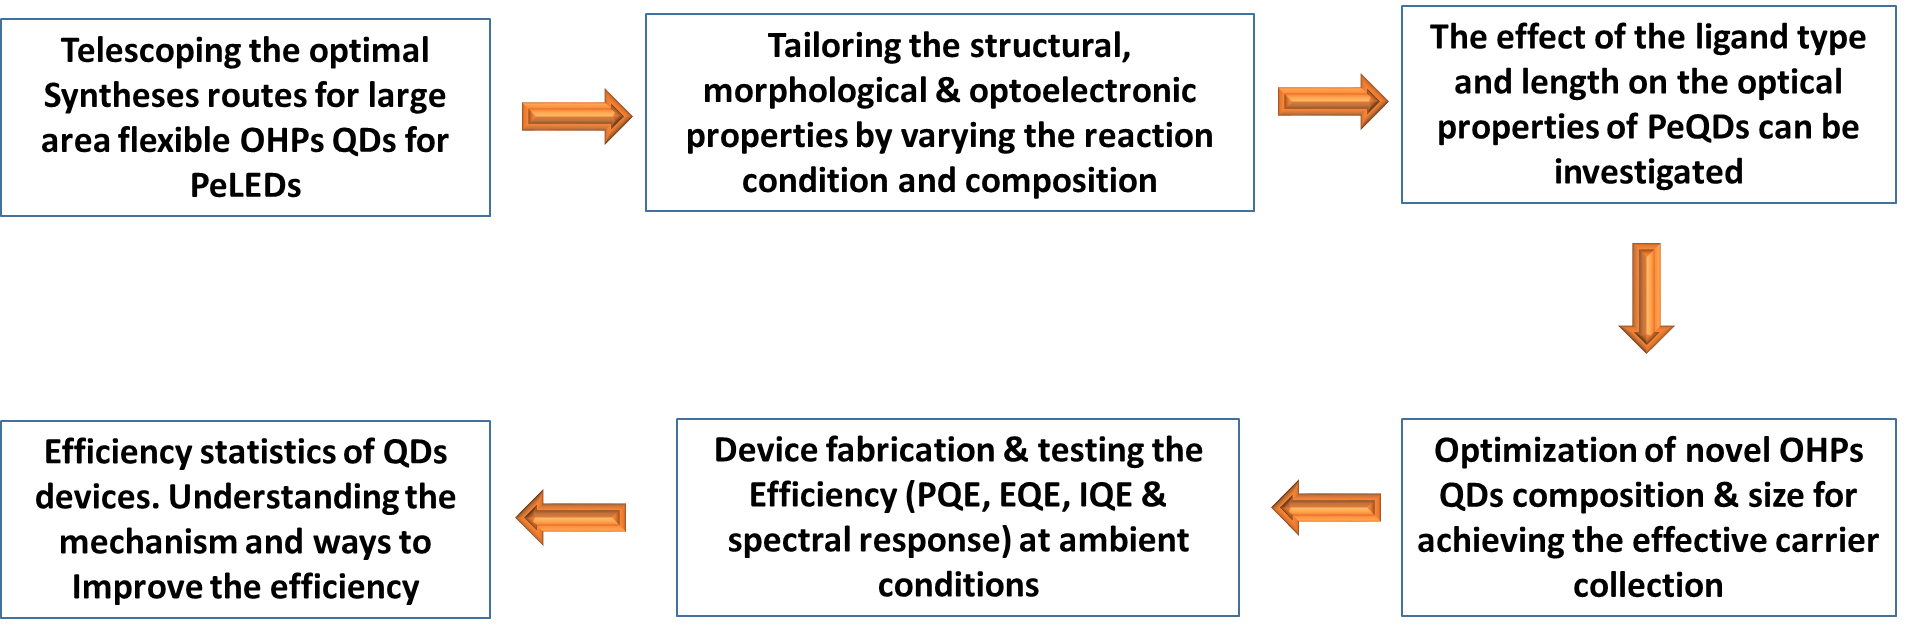 Telescoping the optimal
Syntheses routes for large
area flexible OHPs QDs for
PeLEDs
Tailoring the structural,
morphological & optoelectronic
properties by varying the reaction
condition and composition
The effect of the ligand type
and length on the optical
properties of PeQDs can be
investigated
Optimization of novel OHPs
QDs composition & size for
achieving the effective carrier
collection
Device fabrication & testing the
Efficiency (PQE, EQE, IQE &
spectral response) at ambient
conditions
Efficiency statistics of QDs
devices. Understanding the
mechanism and ways to
Improve the efficiency